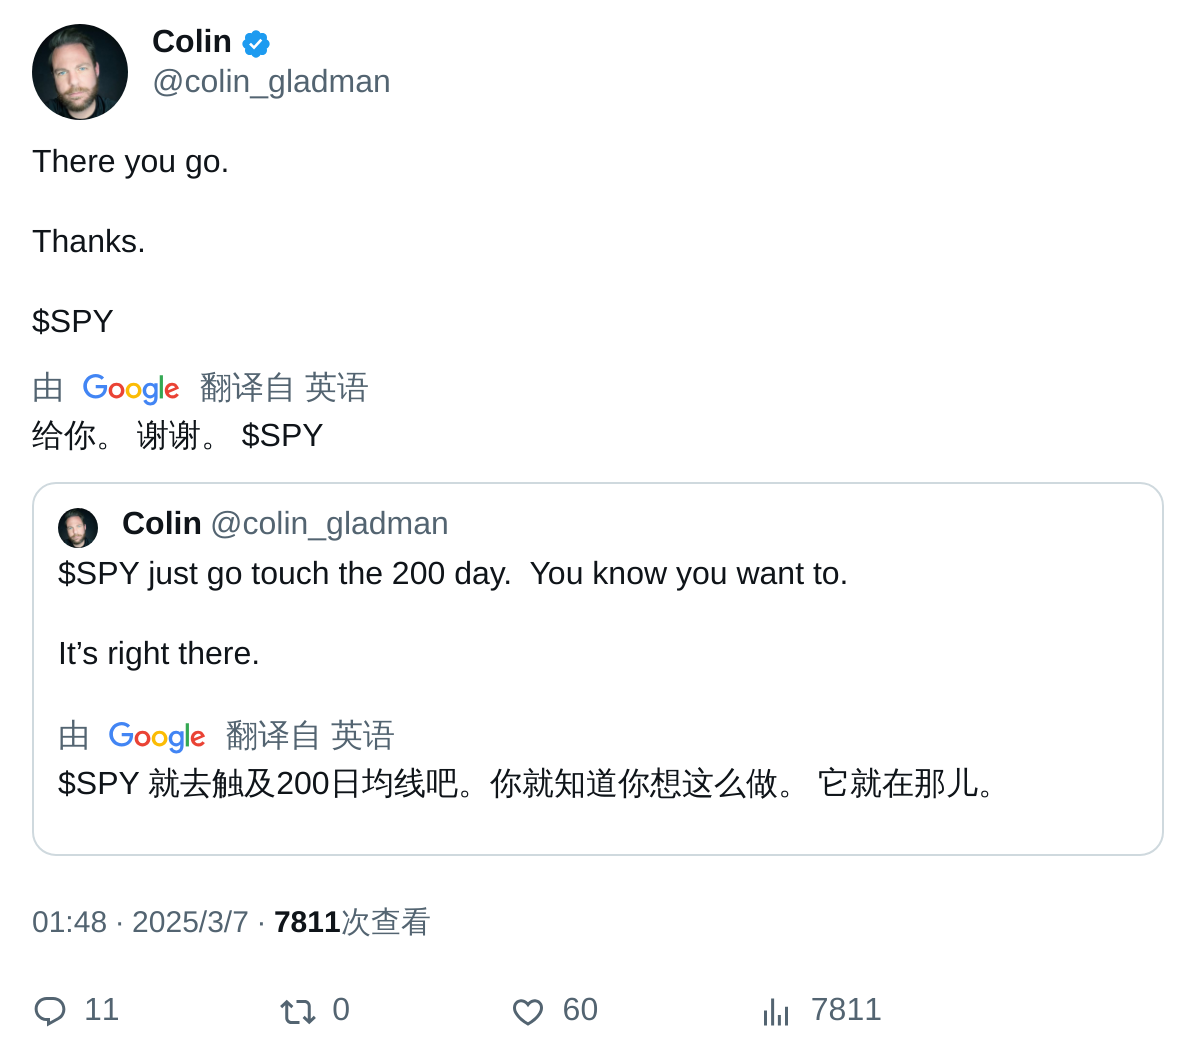 Colin
@colin_gladman
There you go.
Thanks.
$SPY
由 Google 翻译自 英语
给你。 谢谢。 $SPY
Colin @colin_gladman
$SPY just go touch the 200 day.  You know you want to.
It’s right there.
由 Google 翻译自 英语
$SPY 就去触及200日均线吧。你就知道你想这么做。 它就在那儿。
01:48 · 2025/3/7 · 7811次查看
11 0 60 7811